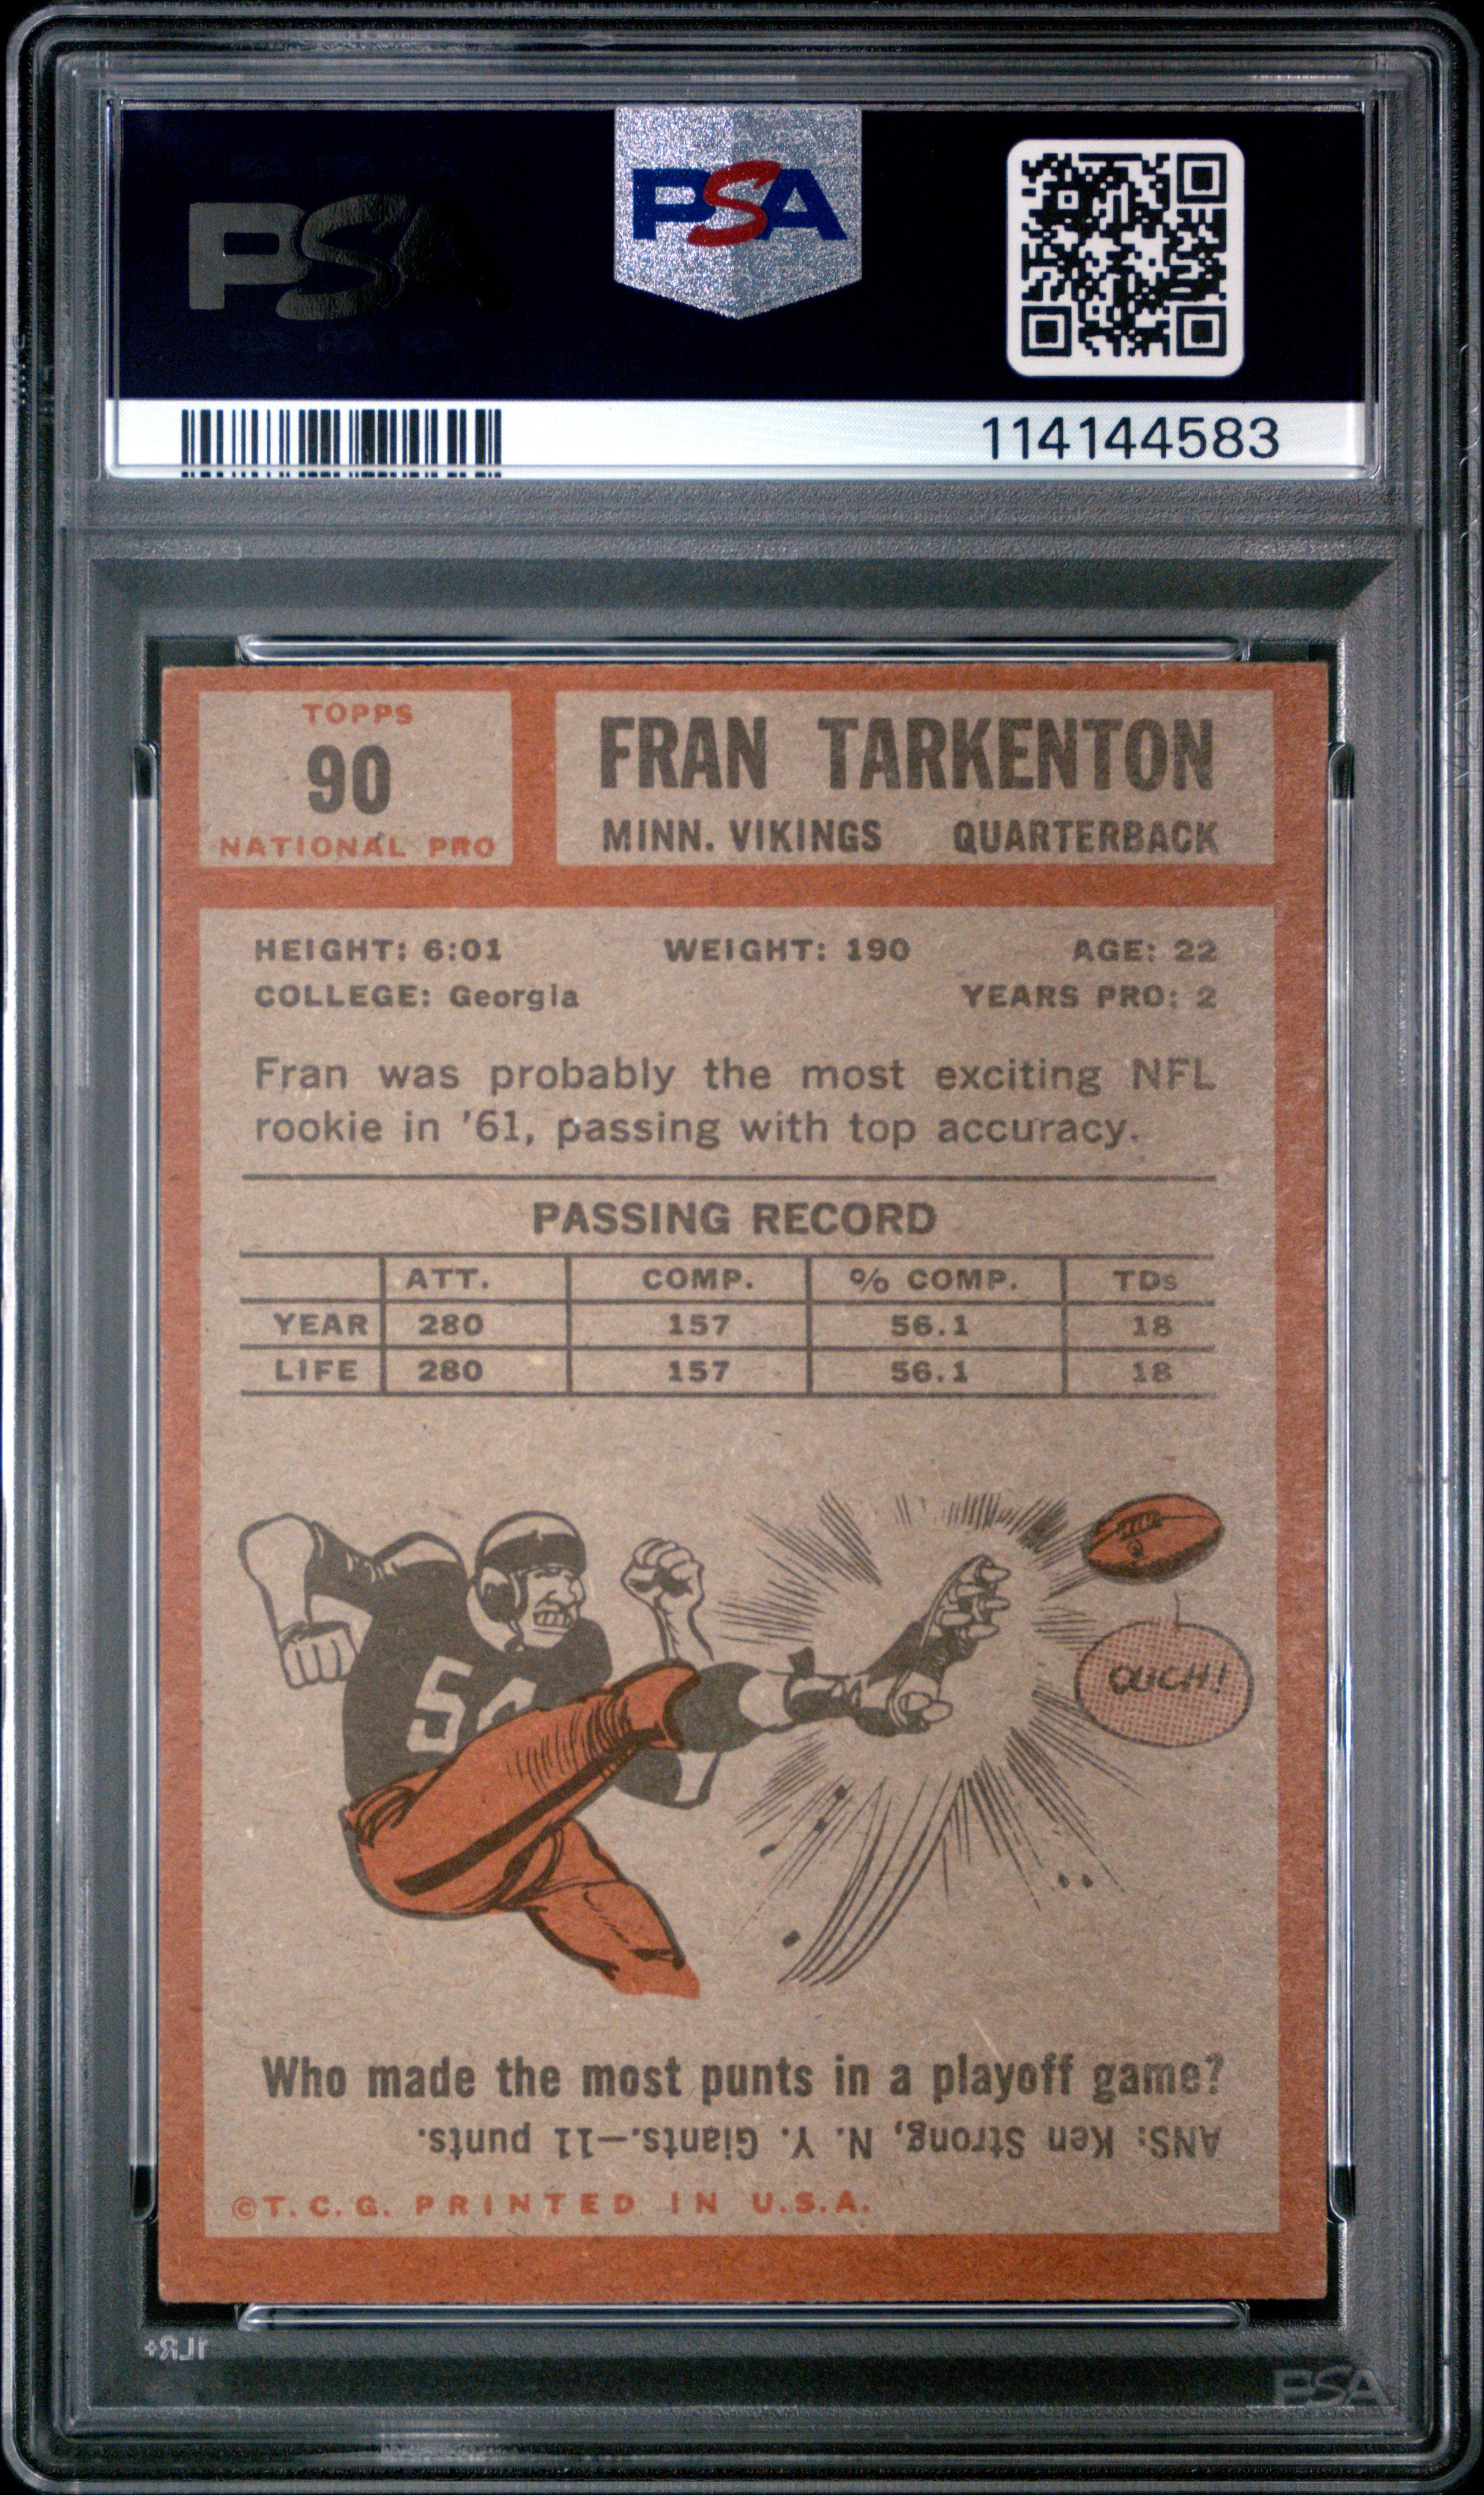 PSA
PSA
114144583
TOPPS
90
NATIONAL PRO
FRAN TARKENTON
MINN. VIKINGS QUARTERBACK
HEIGHT: 6:01 WEIGHT: 190 AGE: 22
COLLEGE: Georgia YEARS PRO: 2
Fran was probably the most exciting NFL
rookie in '61, passing with top accuracy.
PASSING RECORD
ATT. COMP. % COMP. TDs
YEAR 280 157 56.1 18
LIFE 280 157 56.1 18
54
OUCH!
Who made the most punts in a playoff game?
ANS: Ken Strong, N. Y. Giants.—11 punts.
©T.C.G. PRINTED IN U.S.A.
PSA